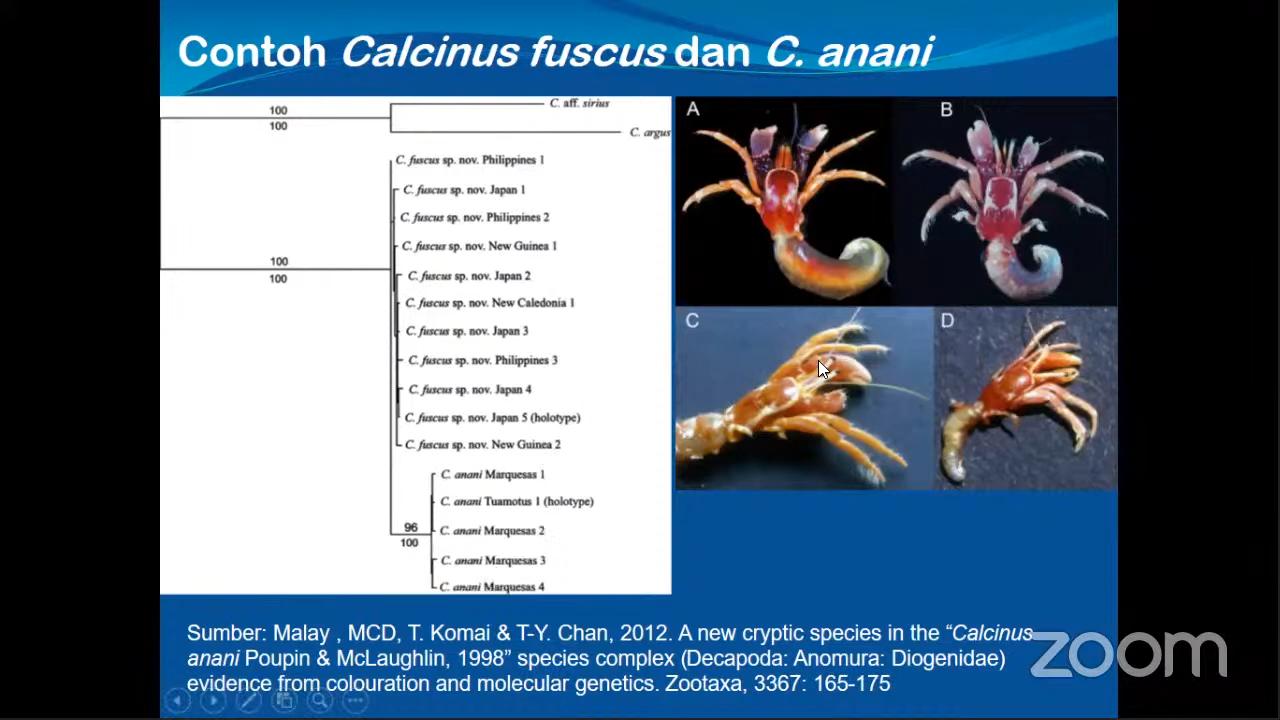 Contoh Calcinus fuscus dan C. anani
100
100
C. aff. sirius
C. argus
C. fuscus sp. nov. Philippines 1
C. fuscus sp. nov. Japan 1
C. fuscus sp. nov. Philippines 2
C. fuscus sp. nov. New Guinea 1
100
100
C. fuscus sp. nov. Japan 2
C. fuscus sp. nov. New Caledonia 1
C. fuscus sp. nov. Japan 3
C. fuscus sp. nov. Philippines 3
C. fuscus sp. nov. Japan 4
C. fuscus sp. nov. Japan 5 (holotype)
C. fuscus sp. nov. New Guinea 2
C. anani Marquesas 1
C. anani Tuamotus 1 (holotype)
96
100
C. anani Marquesas 2
C. anani Marquesas 3
C. anani Marquesas 4
A
B
C
D
Sumber: Malay , MCD, T. Komai & T-Y. Chan, 2012. A new cryptic species in the “Calcinus
anani Poupin & McLaughlin, 1998” species complex (Decapoda: Anomura: Diogenidae)
evidence from colouration and molecular genetics. Zootaxa, 3367: 165-175
zoom